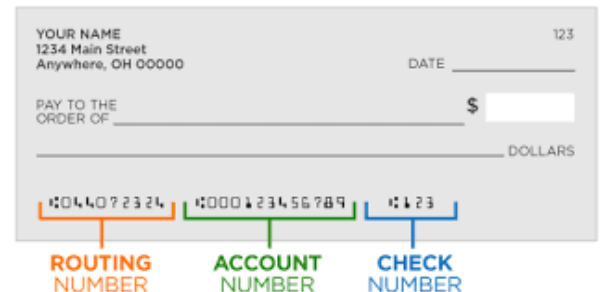 YOUR NAME 123
1234 Main Street
Anywhere, OH 00000 DATE
PAY TO THE
ORDER OF $
DOLLARS
⑆044072324 ⑆000123456789 ⑆123
ROUTING NUMBER
ACCOUNT NUMBER
CHECK NUMBER